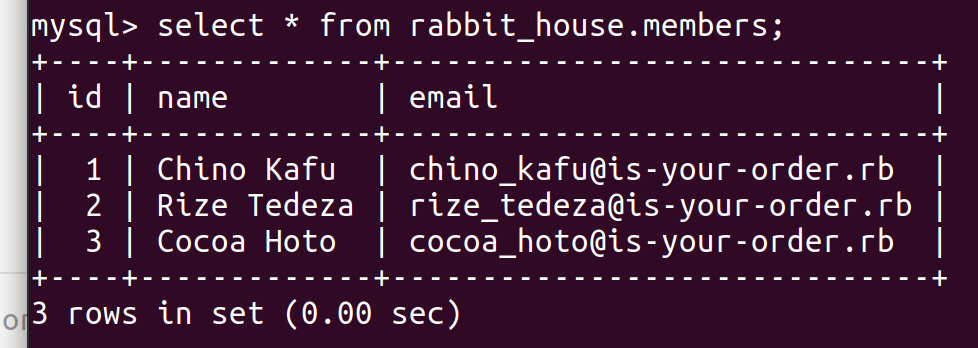 mysql> select * from rabbit_house.members;
+----+-------------+------------------------------+
| id | name        | email                        |
+----+-------------+------------------------------+
|  1 | Chino Kafu  | chino_kafu@is-your-order.rb  |
|  2 | Rize Tedeza | rize_tedeza@is-your-order.rb |
|  3 | Cocoa Hoto  | cocoa_hoto@is-your-order.rb  |
+----+-------------+------------------------------+
3 rows in set (0.00 sec)
or